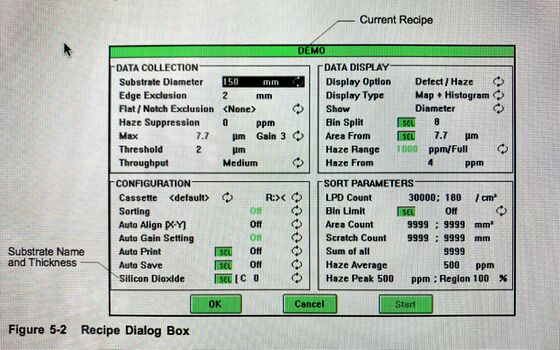 Current Recipe
DEMO
DATA COLLECTION
Substrate Diameter 150 mm
Edge Exclusion 2 mm
Flat / Notch Exclusion <None>
Haze Suppression 0 ppm
Max 7.7 µm Gain 3
Threshold 2 µm
Throughput Medium
DATA DISPLAY
Display Option Defect / Haze
Display Type Map + Histogram
Show Diameter
Bin Split SEL 8
Area From SEL 7.7 µm
Haze Range 1000 ppm/Full
Haze From 4 ppm
CONFIGURATION
Cassette <default> R:><
Sorting Off
Auto Align (X-Y) Off
Auto Gain Setting Off
Auto Print SEL Off
Auto Save SEL Off
Silicon Dioxide SEL [ C 0
SORT PARAMETERS
LPD Count 30000; 180 / cm²
Bin Limit SEL Off
Area Count 9999 ; 9999 mm²
Scratch Count 9999 ; 9999 mm
Sum of all 9999
Haze Average 500 ppm
Haze Peak 500 ppm ; Region 100 %
Substrate Name
and Thickness
OK Cancel Start
Figure 5-2 Recipe Dialog Box